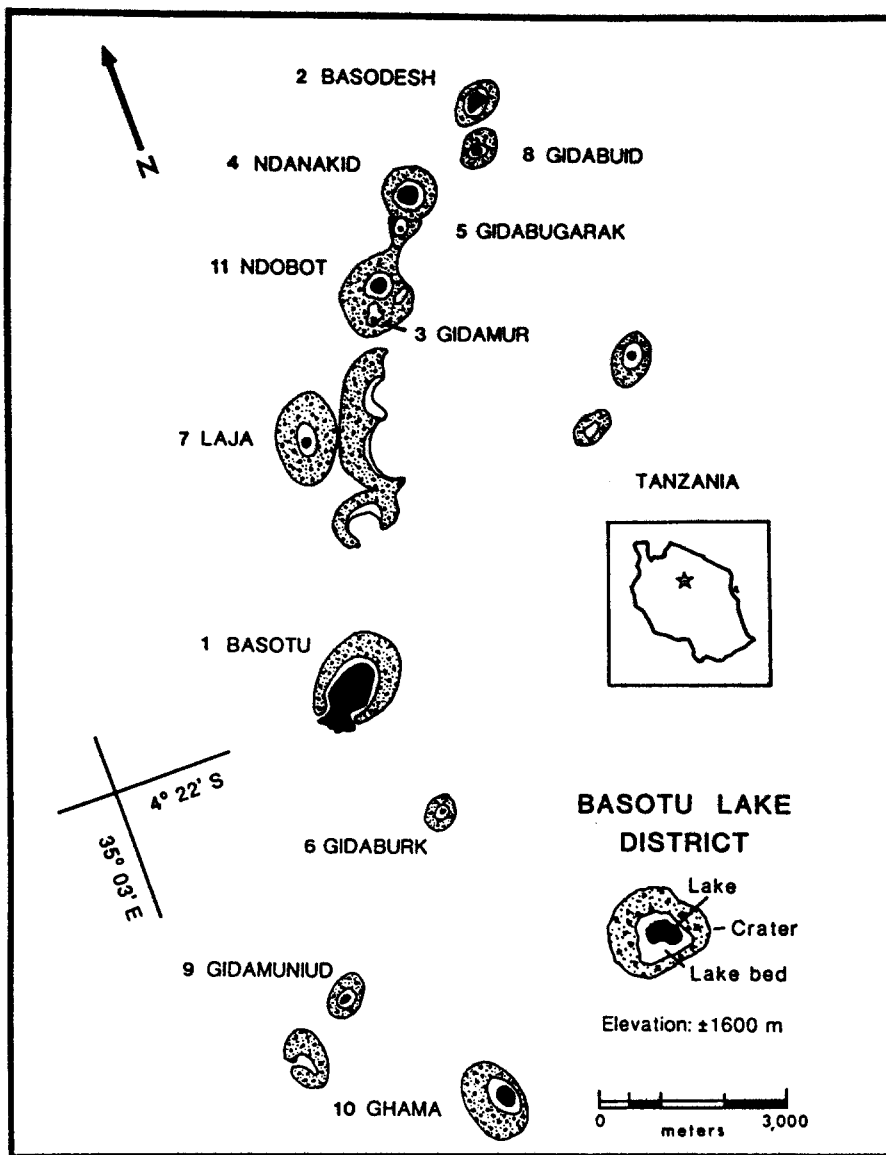 N
2 BASODESH
8 GIDABUID
4 NDANAKID
5 GIDABUGARAK
11 NDOBOT
3 GIDAMUR
7 LAJA
TANZANIA
1 BASOTU
4° 22' S
35° 03' E
6 GIDABURK
BASOTU LAKE
DISTRICT
Lake
Crater
Lake bed
9 GIDAMUNIUD
Elevation: ±1600 m
10 GHAMA
0 3,000
meters